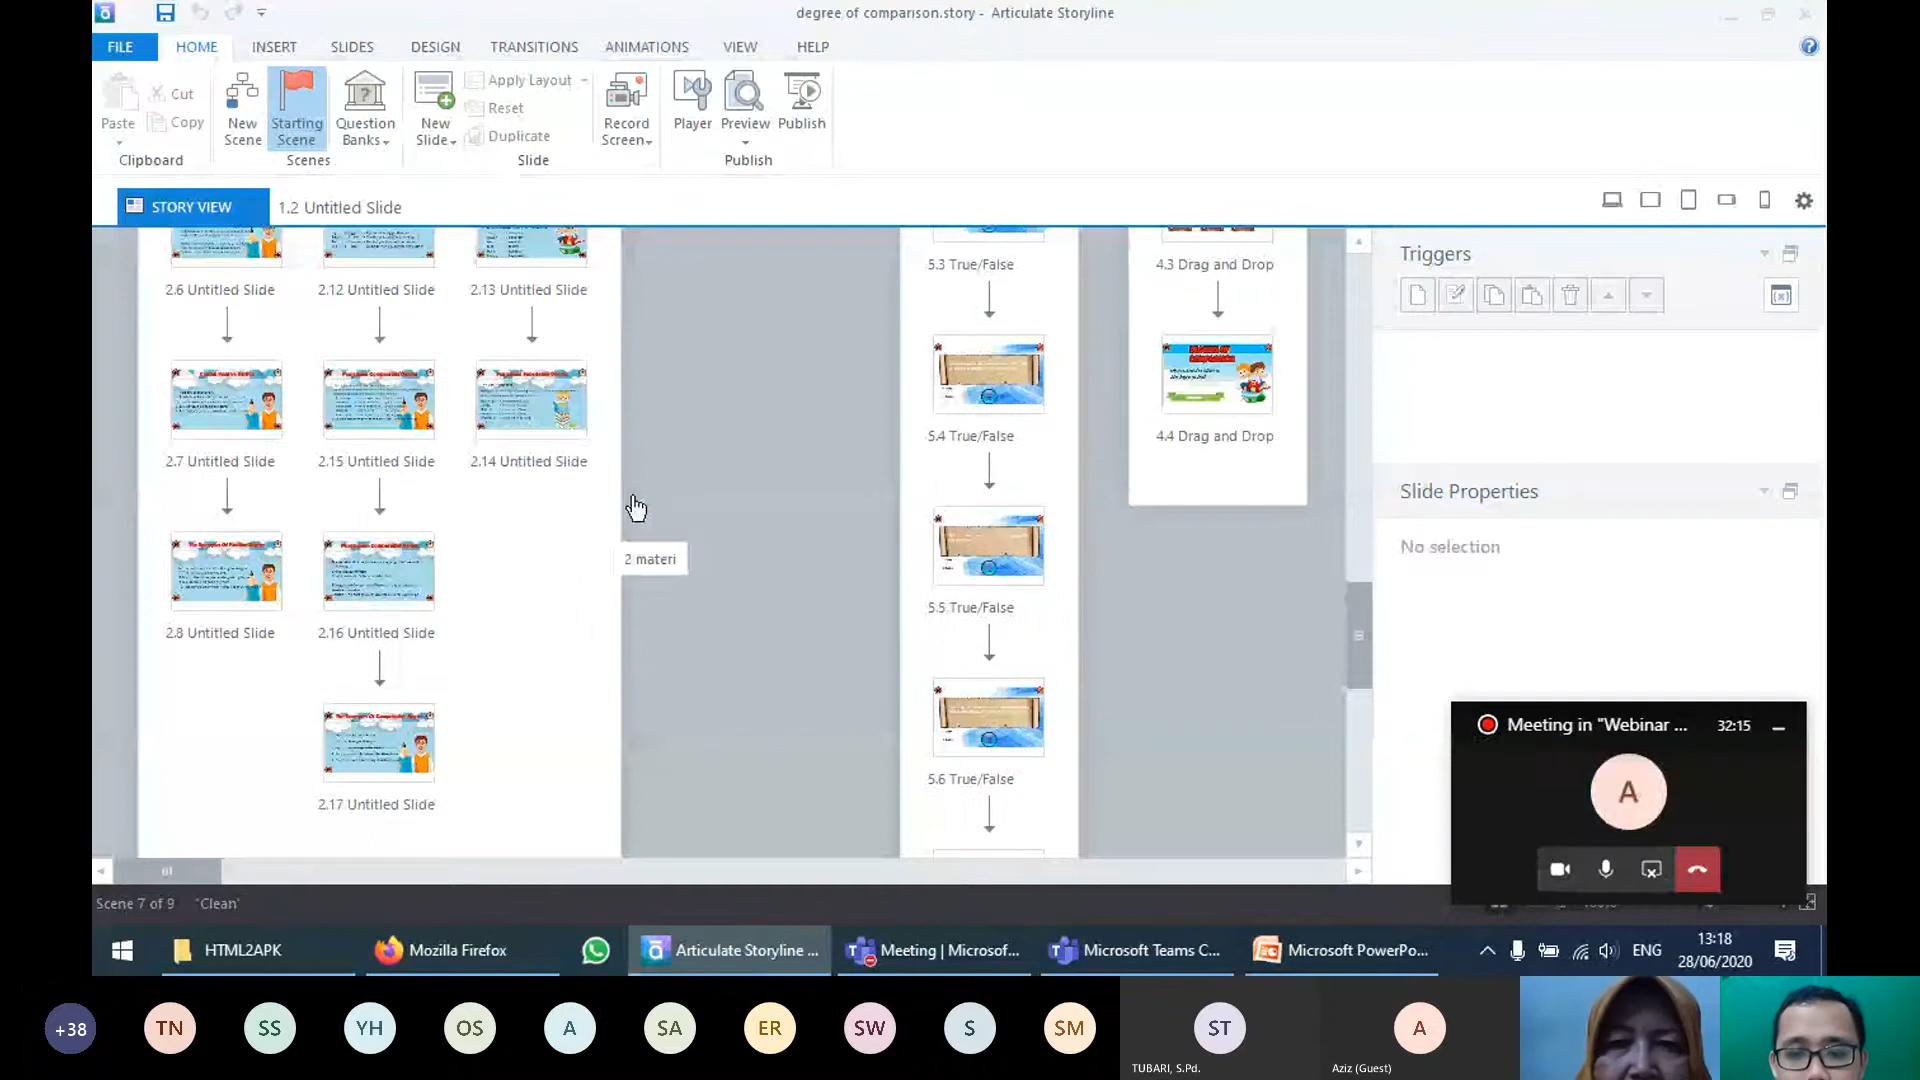 degree of comparison.story - Articulate Storyline
FILE
HOME
INSERT
SLIDES
DESIGN
TRANSITIONS
ANIMATIONS
VIEW
HELP
Paste
Cut
Copy
Clipboard
New
Scene
Starting
Scene
Question
Banks
Scenes
New
Slide
Apply Layout
Reset
Duplicate
Slide
Record
Screen
Player
Preview
Publish
Publish
STORY VIEW
1.2 Untitled Slide
2.6 Untitled Slide
2.12 Untitled Slide
2.13 Untitled Slide
2.7 Untitled Slide
2.15 Untitled Slide
2.14 Untitled Slide
2.8 Untitled Slide
2.16 Untitled Slide
2.17 Untitled Slide
2 materi
5.3 True/False
5.4 True/False
5.5 True/False
5.6 True/False
4.3 Drag and Drop
4.4 Drag and Drop
Triggers
Slide Properties
No selection
Meeting in "Webinar ...
32:15
A
Scene 7 of 9
"Clean"
HTML2APK
Mozilla Firefox
Articulate Storyline ...
Meeting | Microsof...
Microsoft Teams C...
Microsoft PowerPo...
ENG
13:18
28/06/2020
+38
TN
SS
YH
OS
A
SA
ER
SW
S
SM
ST
TUBARI, S.Pd.
A
Aziz (Guest)